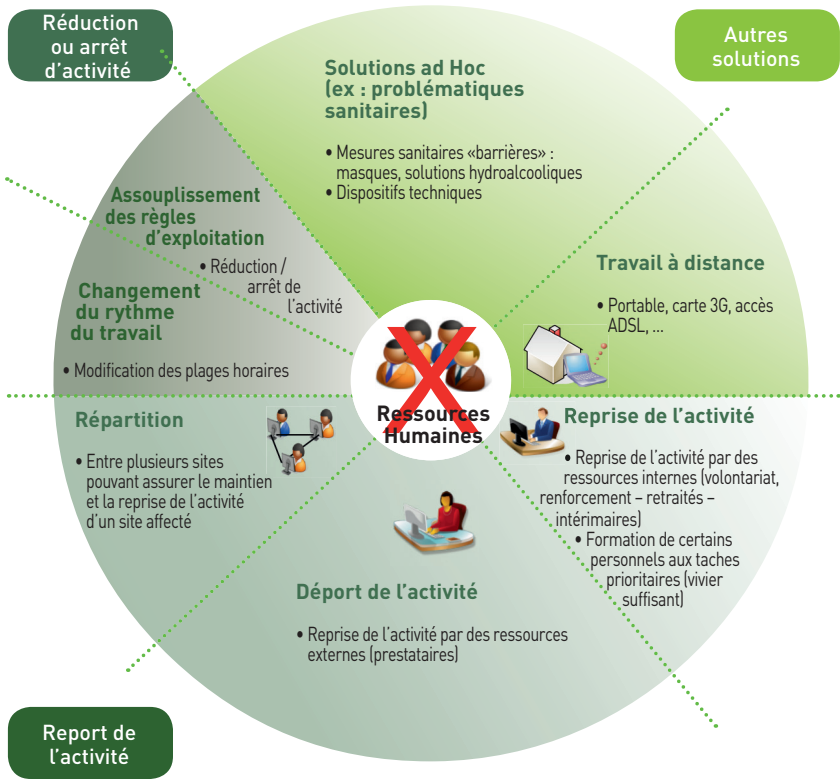 Réduction
ou arrêt
d'activité
Autres
solutions
Solutions ad Hoc
(ex : problématiques
sanitaires)
• Mesures sanitaires «barrières» :
masques, solutions hydroalcooliques
• Dispositifs techniques
Assouplissement
des règles
d'exploitation
• Réduction /
arrêt de
l'activité
Changement
du rythme
du travail
• Modification des plages horaires
Travail à distance
• Portable, carte 3G, accès
ADSL, ...
Ressources
Humaines
Répartition
• Entre plusieurs sites
pouvant assurer le maintien
et la reprise de l'activité
d'un site affecté
Reprise de l'activité
• Reprise de l'activité par des
ressources internes (volontariat,
renforcement – retraités –
intérimaires)
• Formation de certains
personnels aux taches
prioritaires (vivier
suffisant)
Déport de l'activité
• Reprise de l'activité par des ressources
externes (prestataires)
Report de
l'activité